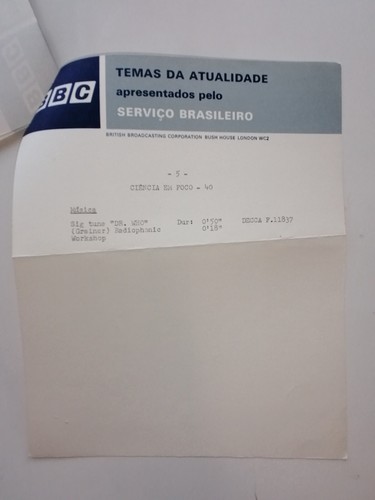 BBC
TEMAS DA ATUALIDADE
apresentados pelo
SERVIÇO BRASILEIRO
BRITISH BROADCASTING CORPORATION BUSH HOUSE LONDON WC2
- 5 -
CIÊNCIA EM FOCO - 40
Música
Sig tune "DR. WHO" Dur: 0'50" DECCA F.11837
(Grainer) Radiophonic 0'18"
Workshop